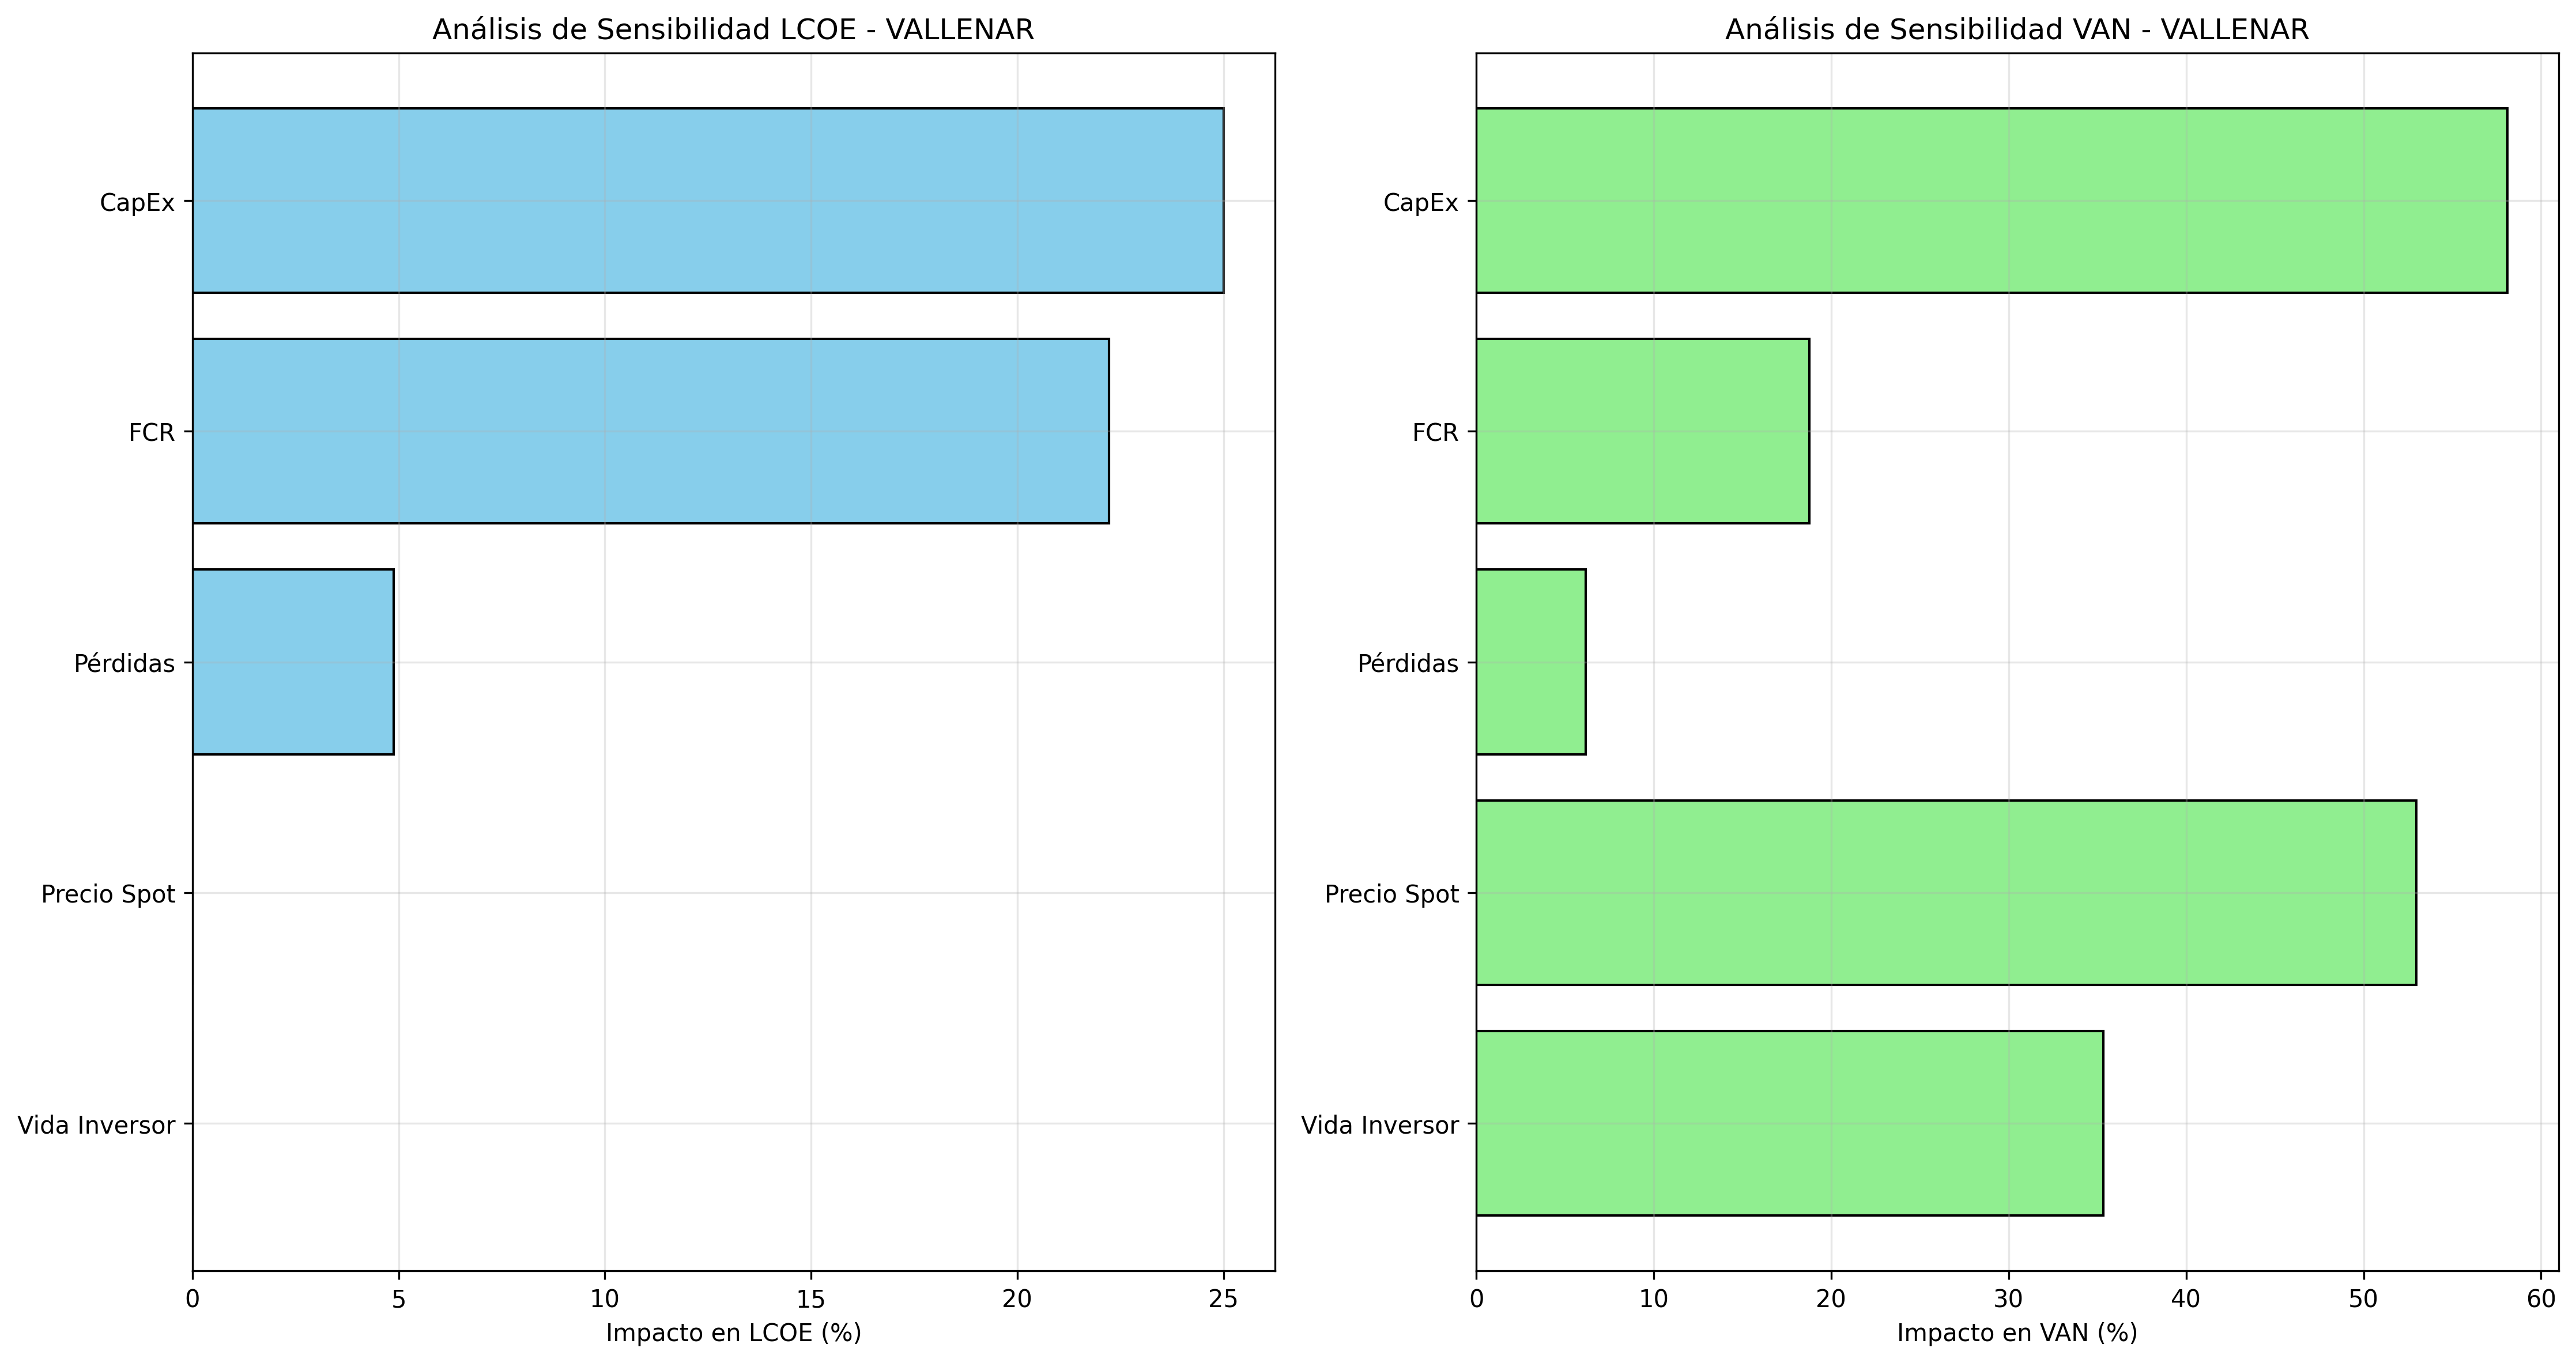 Análisis de Sensibilidad LCOE - VALLENAR
CapEx
FCR
Pérdidas
Precio Spot
Vida Inversor
0 5 10 15 20 25
Impacto en LCOE (%)
Análisis de Sensibilidad VAN - VALLENAR
CapEx
FCR
Pérdidas
Precio Spot
Vida Inversor
0 10 20 30 40 50 60
Impacto en VAN (%)